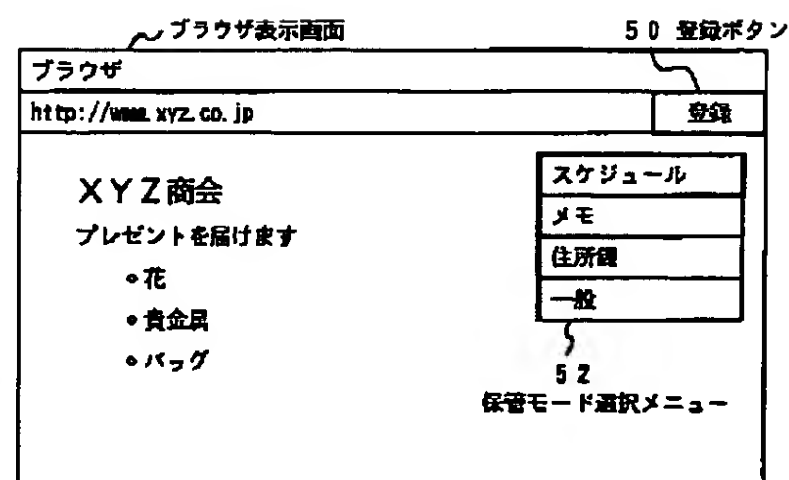 ブラウザ表示画面
50 登録ボタン
ブラウザ
http://www.xyz.co.jp
登録
XYZ商会
プレゼントを届けます
スケジュール
メモ
住所録
一般
。花
。貴金属
。バッグ
52
保管モード選択メニュー